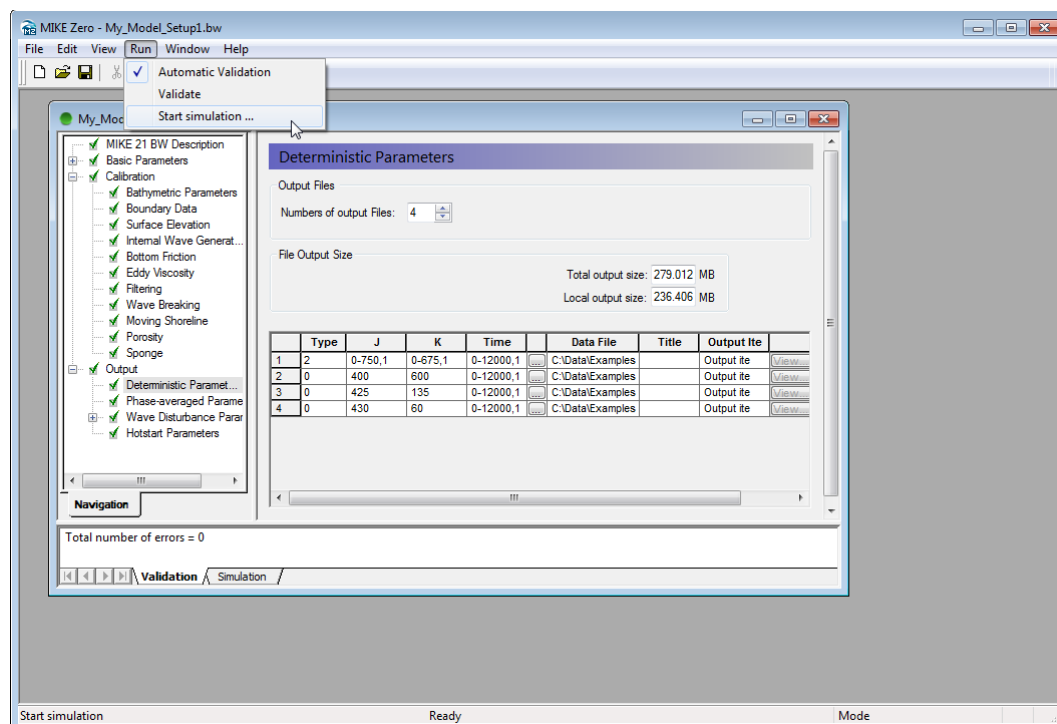 MIKE Zero - My_Model_Setup1.bw
File Edit View Run Window Help
Automatic Validation
Validate
Start simulation ...
My_Moc
MIKE 21 BW Description
Basic Parameters
Calibration
Bathymetric Parameters
Boundary Data
Surface Elevation
Internal Wave Generat...
Bottom Friction
Eddy Viscosity
Filtering
Wave Breaking
Moving Shoreline
Porosity
Sponge
Output
Deterministic Paramet...
Phase-averaged Parame
Wave Disturbance Parar
Hotstart Parameters
Navigation
Deterministic Parameters
Output Files
Numbers of output Files: 4
File Output Size
Total output size: 279.012 MB
Local output size: 236.406 MB
Type J K Time Data File Title Output Ite
1 2 0-750,1 0-675,1 0-12000,1 ... C:\Data\Examples Output ite View...
2 0 400 600 0-12000,1 ... C:\Data\Examples Output ite View...
3 0 425 135 0-12000,1 ... C:\Data\Examples Output ite View...
4 0 430 60 0-12000,1 ... C:\Data\Examples Output ite View...
Total number of errors = 0
Validation Simulation
Start simulation Ready Mode